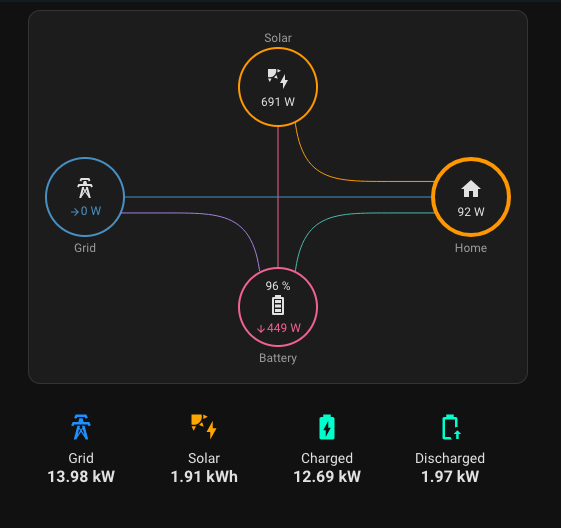 Solar
691 W
→0 W
Grid
92 W
Home
96 %
↓449 W
Battery
Grid
13.98 kW
Solar
1.91 kWh
Charged
12.69 kW
Discharged
1.97 kW